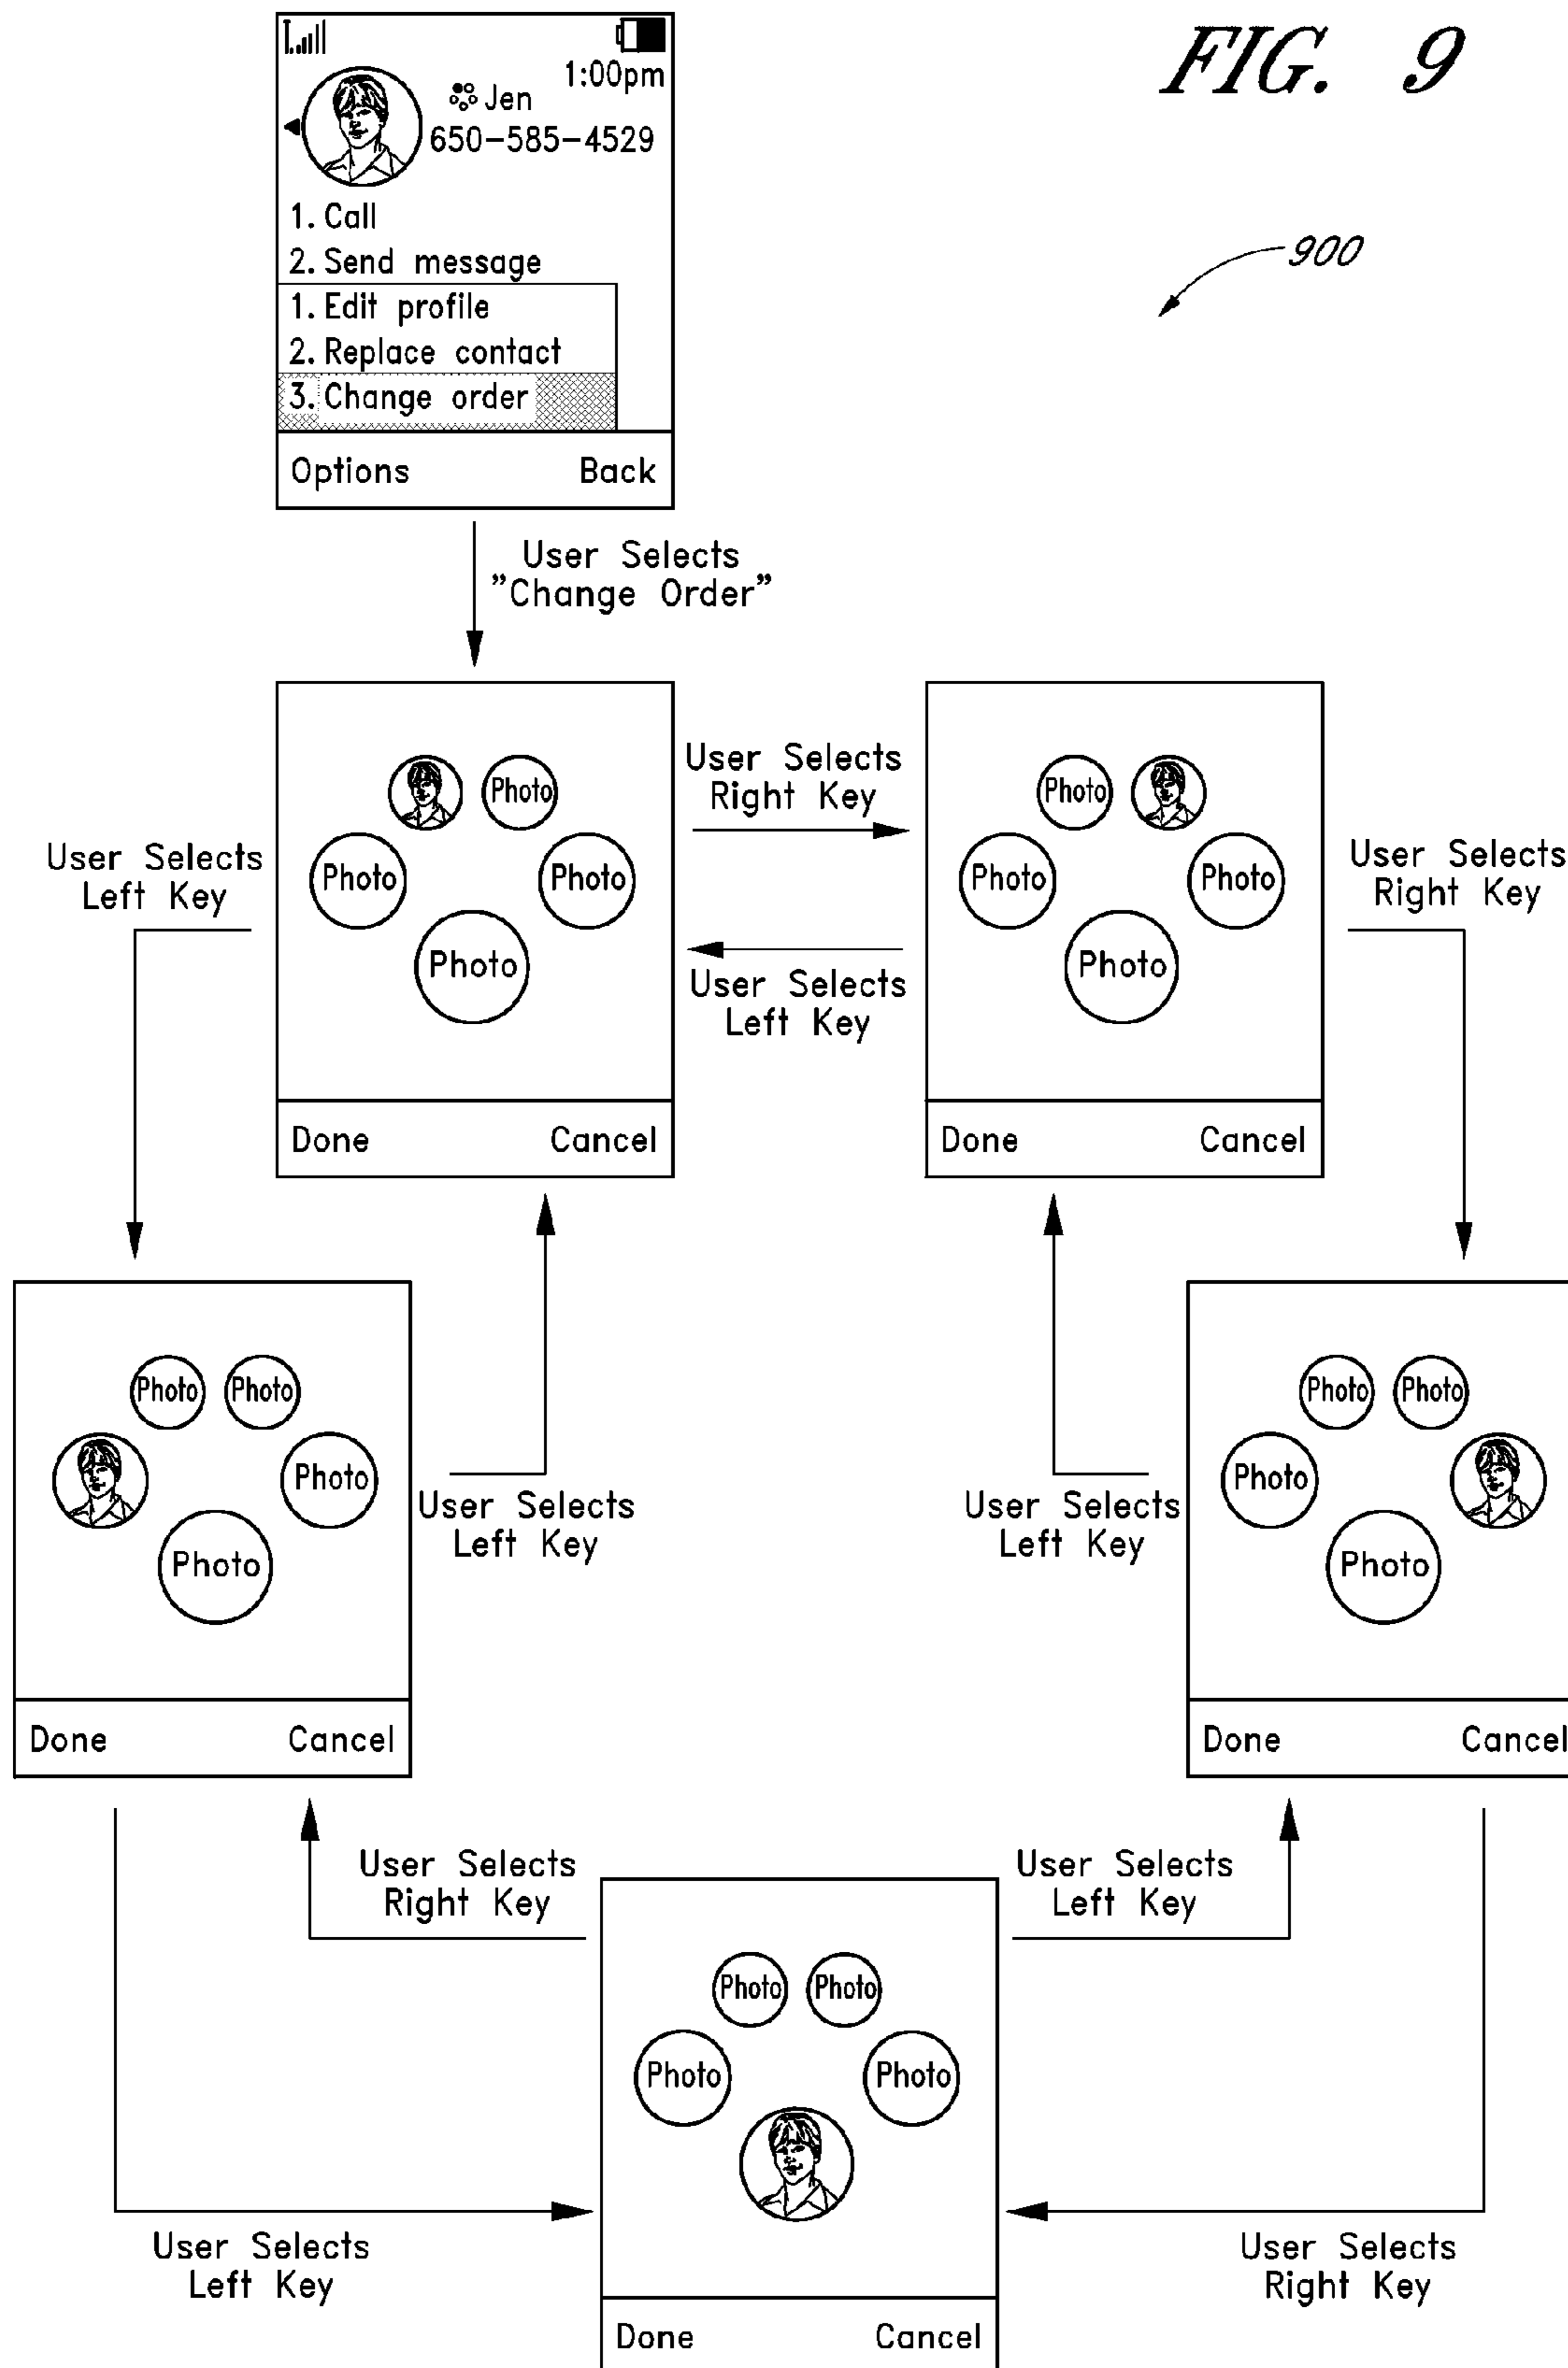 FIG. 9
1:00pm
Jen
650-585-4529
1. Call
2. Send message
1. Edit profile
2. Replace contact
3. Change order
Options Back
900
User Selects
"Change Order"
Photo
Photo
Photo
Photo
Done Cancel
User Selects
Right Key
User Selects
Left Key
Photo
Photo
Photo
Photo
Done Cancel
User Selects
Left Key
User Selects
Right Key
Photo
Photo
Photo
Photo
Done Cancel
User Selects
Left Key
User Selects
Left Key
Photo
Photo
Photo
Photo
Done Cancel
User Selects
Right Key
User Selects
Left Key
Photo
Photo
Photo
Photo
Done Cancel
User Selects
Left Key
User Selects
Right Key